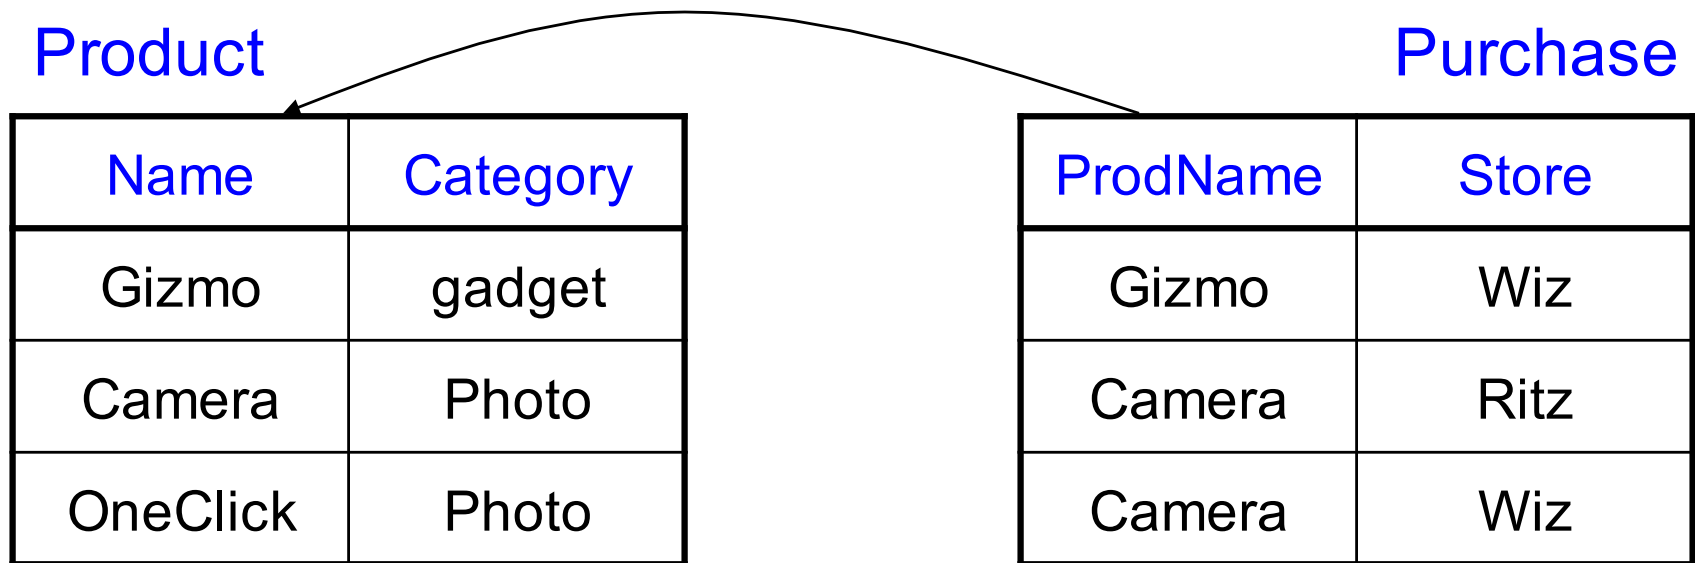 Product
Purchase
Name Category
ProdName Store
Gizmo gadget
Gizmo Wiz
Camera Photo
Camera Ritz
OneClick Photo
Camera Wiz